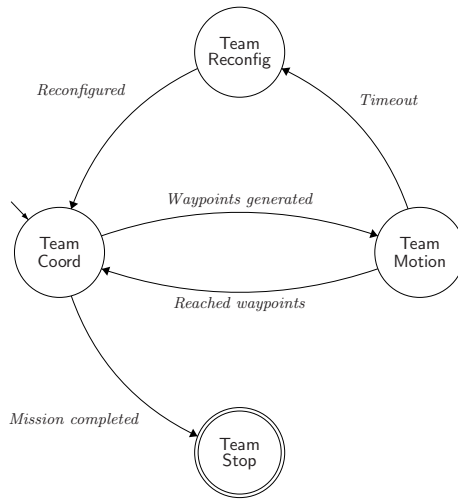 Team
Reconfig
Reconfigured
Timeout
Waypoints generated
Team
Coord
Team
Motion
Reached waypoints
Mission completed
Team
Stop